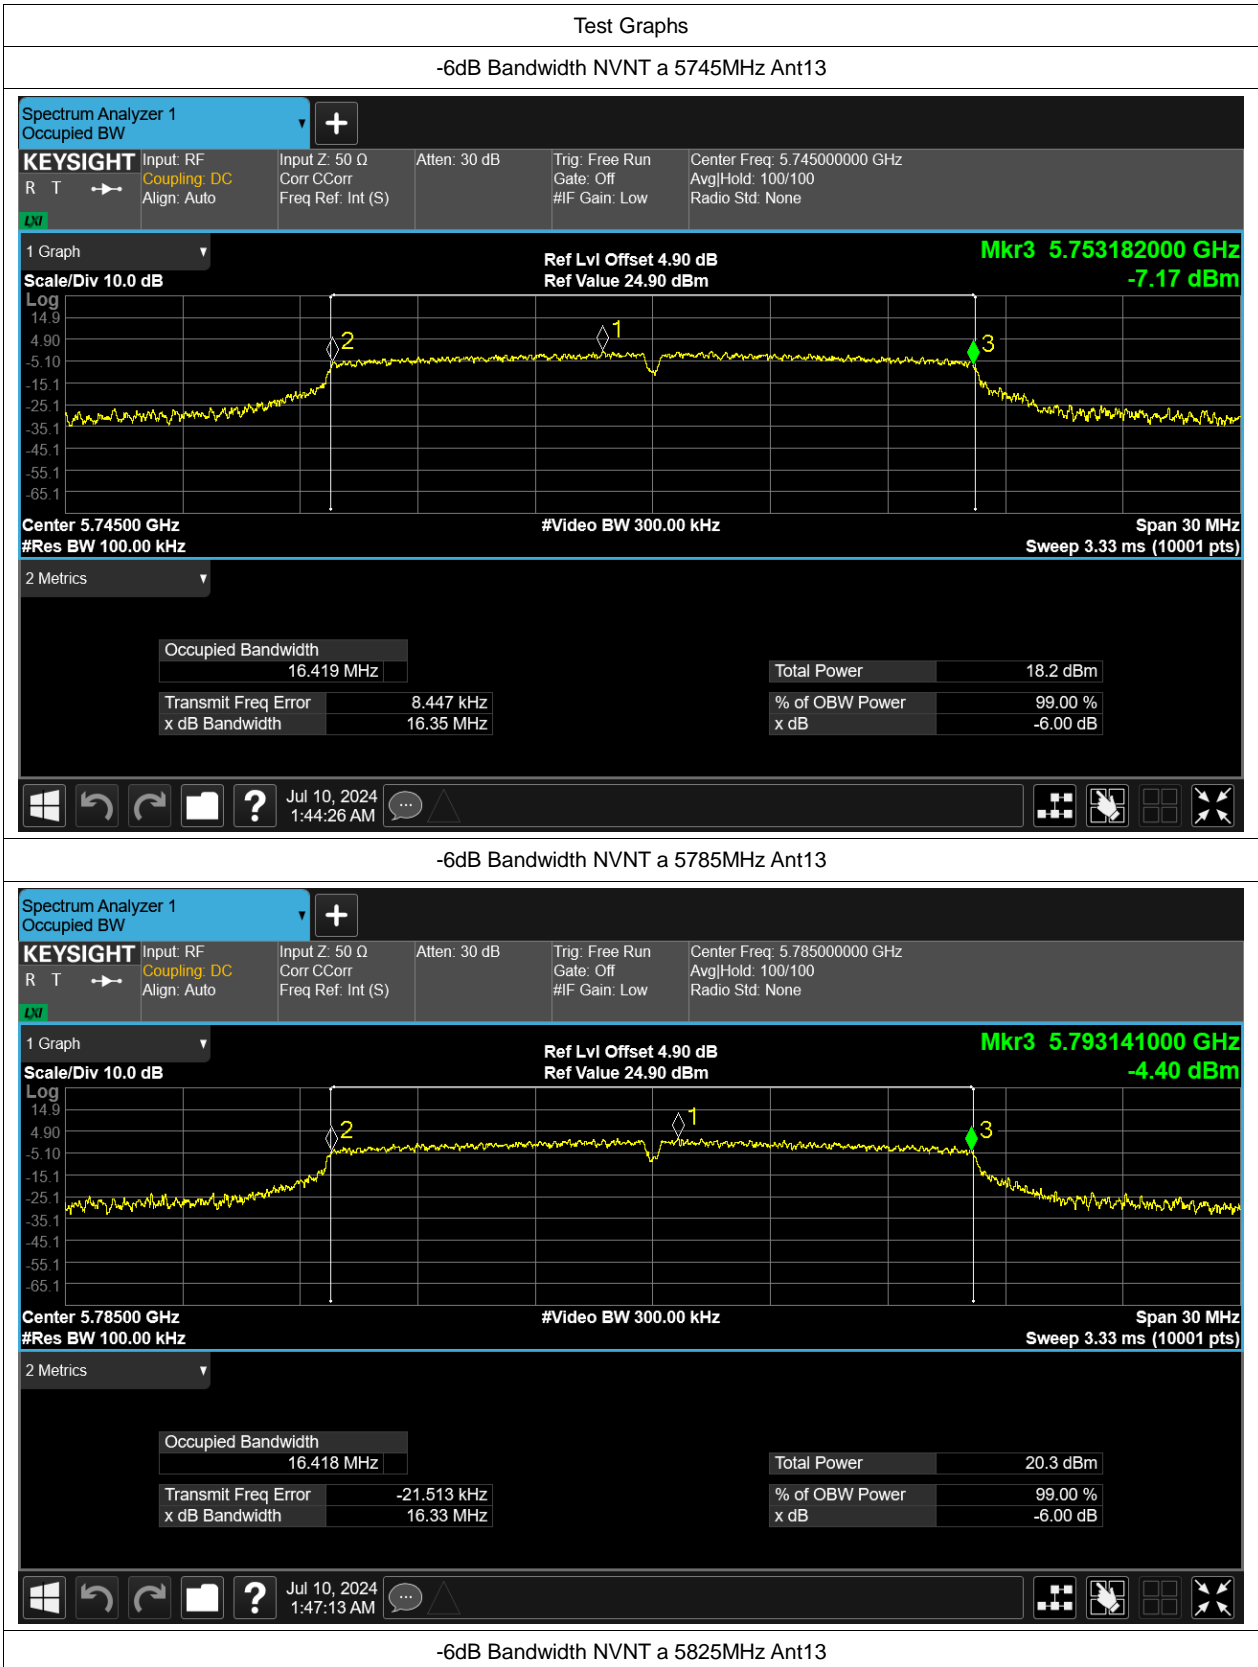 Test Graphs
-6dB Bandwidth NVNT a 5745MHz Ant13
Spectrum Analyzer 1
Occupied BW
KEYSIGHT Input: RF Input Z: 50 Ω Atten: 30 dB Trig: Free Run Center Freq: 5.745000000 GHz
R T Coupling: DC Corr CCorr Gate: Off Avg|Hold: 100/100
Align: Auto Freq Ref: Int (S) #IF Gain: Low Radio Std: None
LXI
1 Graph Ref Lvl Offset 4.90 dB Mkr3 5.753182000 GHz
Scale/Div 10.0 dB Ref Value 24.90 dBm -7.17 dBm
Log
14.9
4.90
-5.10
-15.1
-25.1
-35.1
-45.1
-55.1
-65.1
2 1 3
Center 5.74500 GHz #Video BW 300.00 kHz Span 30 MHz
#Res BW 100.00 kHz Sweep 3.33 ms (10001 pts)
2 Metrics
Occupied Bandwidth
16.419 MHz Total Power 18.2 dBm
Transmit Freq Error 8.447 kHz % of OBW Power 99.00 %
x dB Bandwidth 16.35 MHz x dB -6.00 dB
Jul 10, 2024
1:44:26 AM
-6dB Bandwidth NVNT a 5785MHz Ant13
Spectrum Analyzer 1
Occupied BW
KEYSIGHT Input: RF Input Z: 50 Ω Atten: 30 dB Trig: Free Run Center Freq: 5.785000000 GHz
R T Coupling: DC Corr CCorr Gate: Off Avg|Hold: 100/100
Align: Auto Freq Ref: Int (S) #IF Gain: Low Radio Std: None
LXI
1 Graph Ref Lvl Offset 4.90 dB Mkr3 5.793141000 GHz
Scale/Div 10.0 dB Ref Value 24.90 dBm -4.40 dBm
Log
14.9
4.90
-5.10
-15.1
-25.1
-35.1
-45.1
-55.1
-65.1
2 1 3
Center 5.78500 GHz #Video BW 300.00 kHz Span 30 MHz
#Res BW 100.00 kHz Sweep 3.33 ms (10001 pts)
2 Metrics
Occupied Bandwidth
16.418 MHz Total Power 20.3 dBm
Transmit Freq Error -21.513 kHz % of OBW Power 99.00 %
x dB Bandwidth 16.33 MHz x dB -6.00 dB
Jul 10, 2024
1:47:13 AM
-6dB Bandwidth NVNT a 5825MHz Ant13